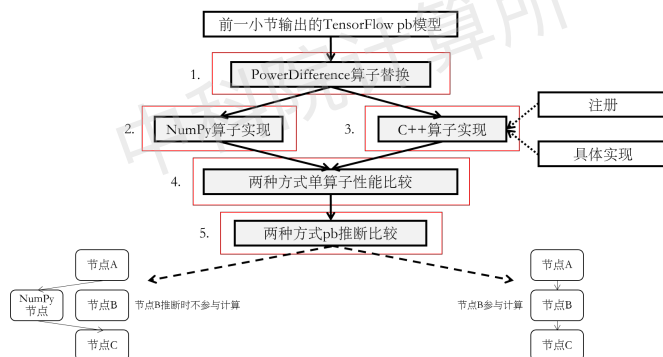 前一小节输出的TensorFlow pb模型
1.
PowerDifference算子替换
2.
NumPy算子实现
3.
C++算子实现
注册
具体实现
4.
两种方式单算子性能比较
5.
两种方式pb推断比较
节点A
NumPy
节点
节点B
节点B推断时不参与计算
节点C
节点A
节点B参与计算
节点B
节点C
中科院计算所